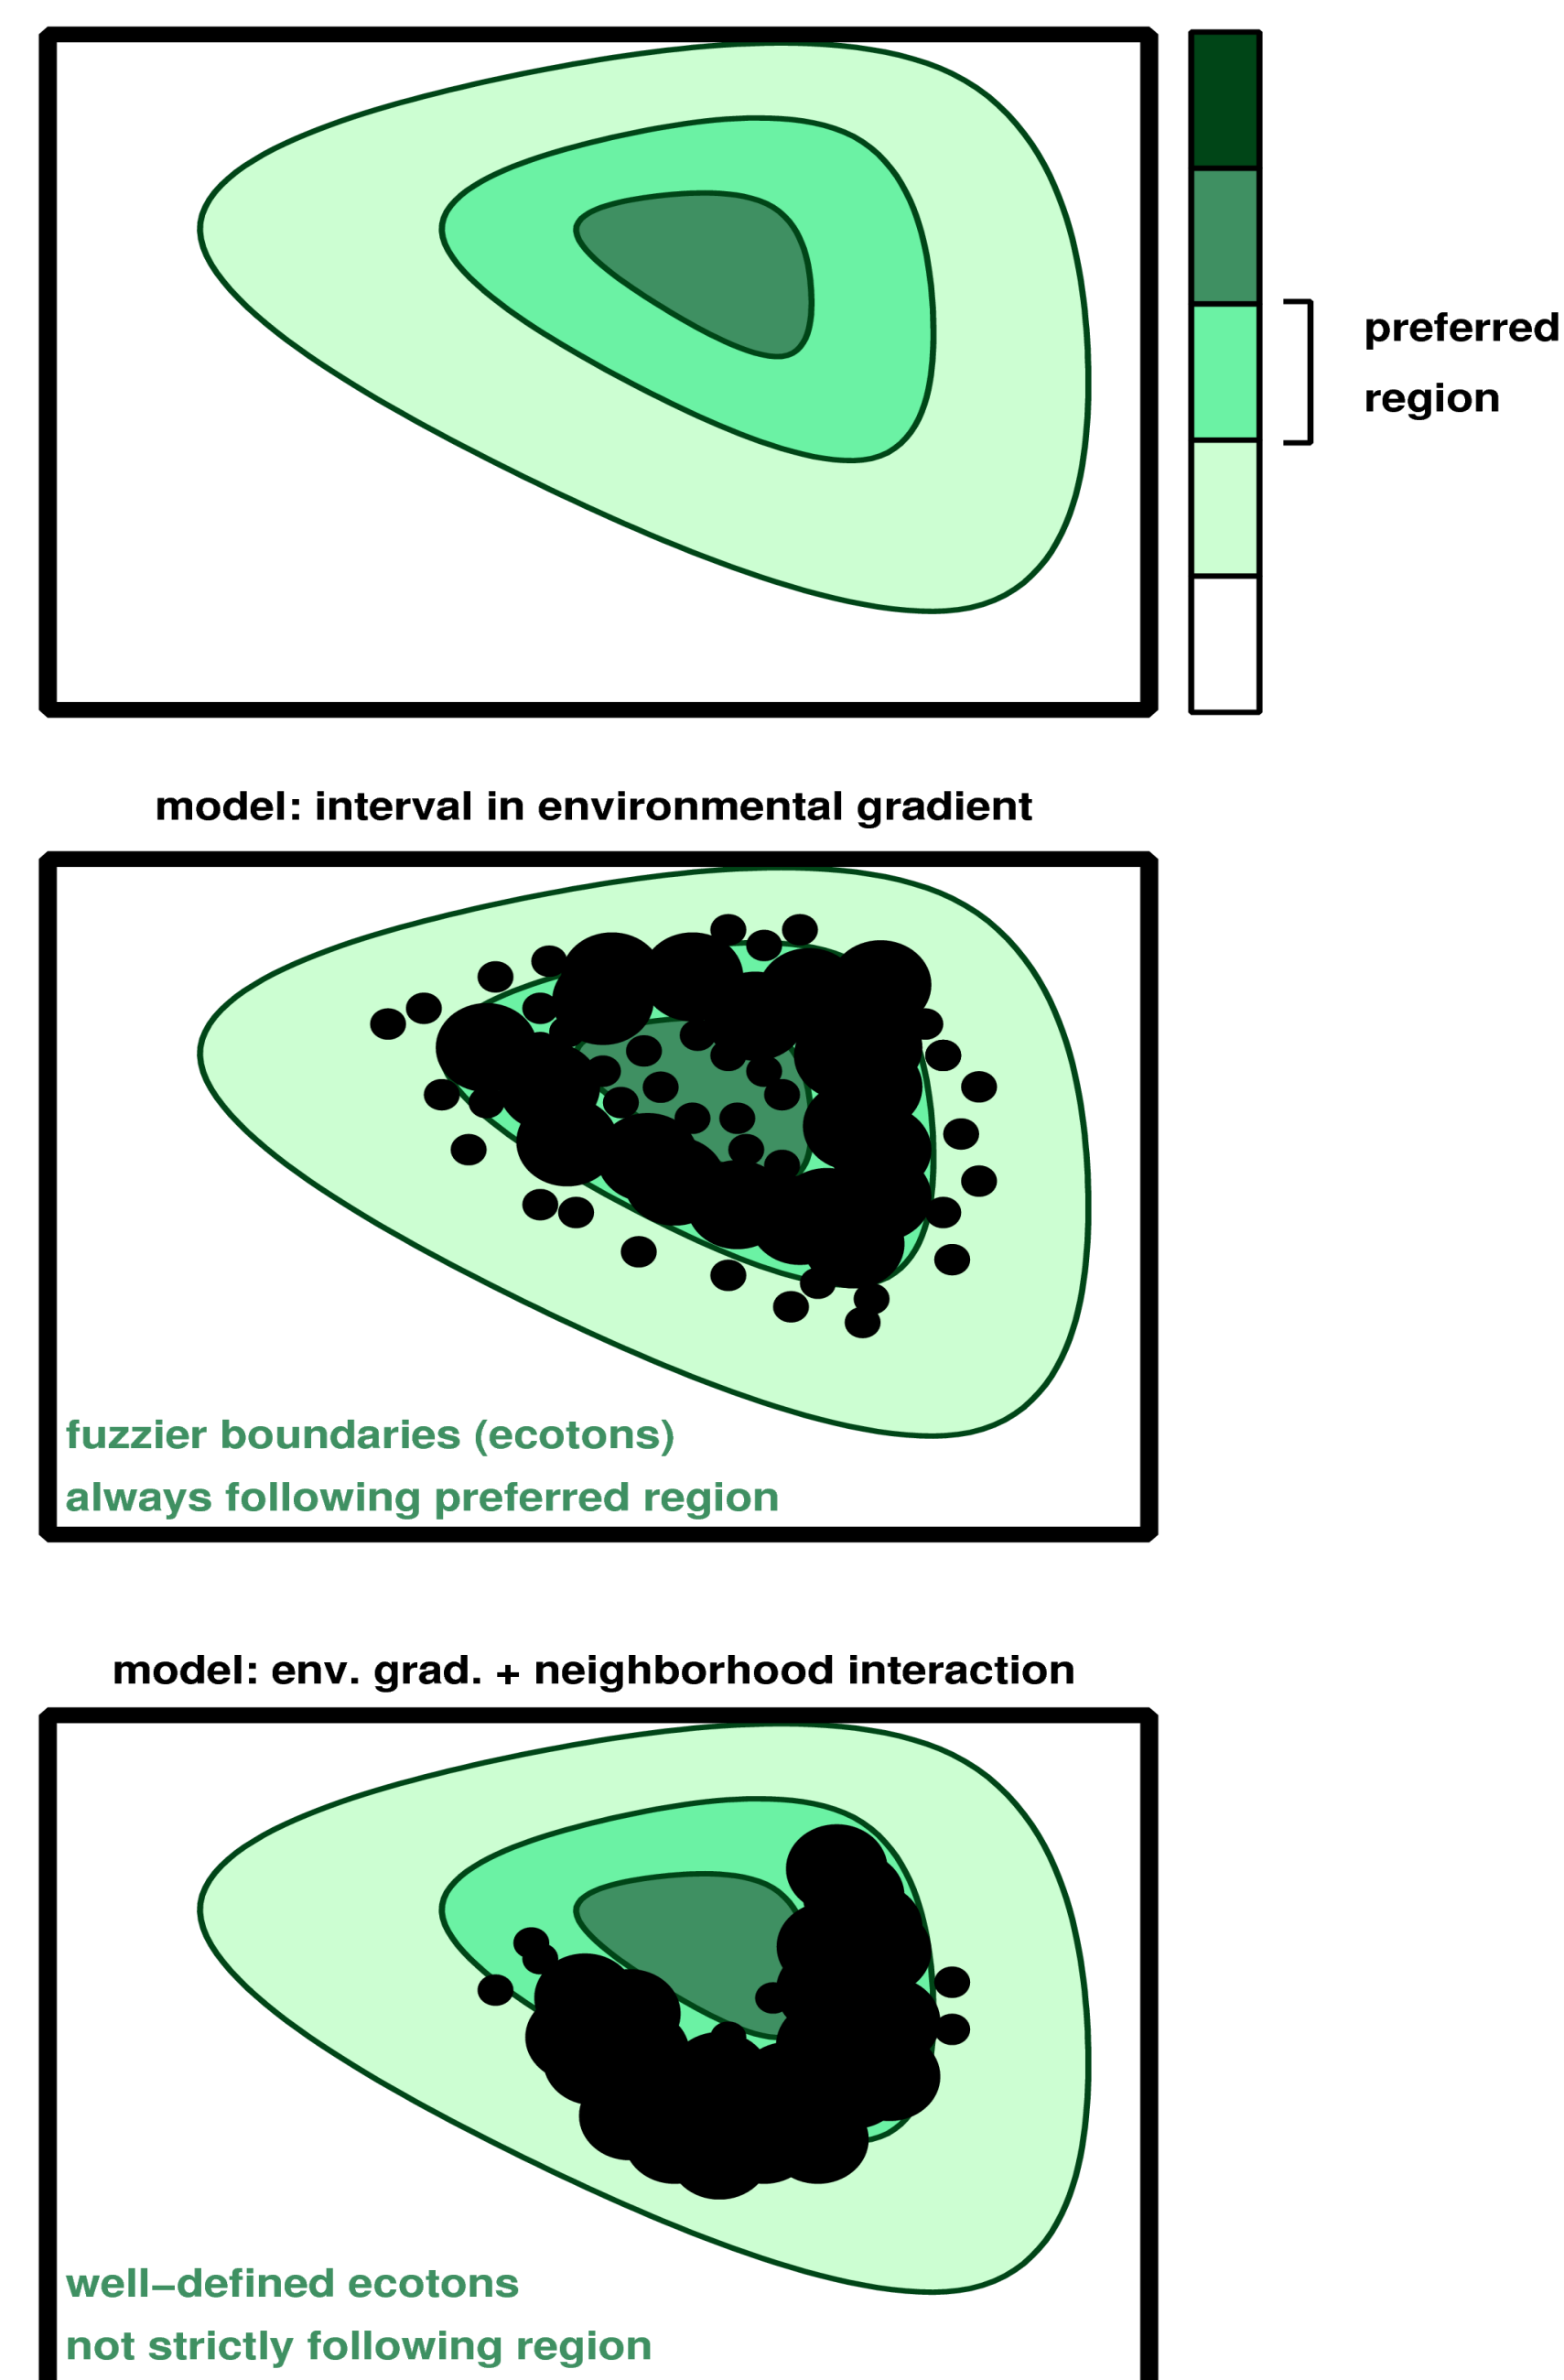 preferred
region
model: interval in environmental gradient
fuzzier boundaries (ecotons)
always following preferred region
model: env. grad. + neighborhood interaction
well−defined ecotons
not strictly following region